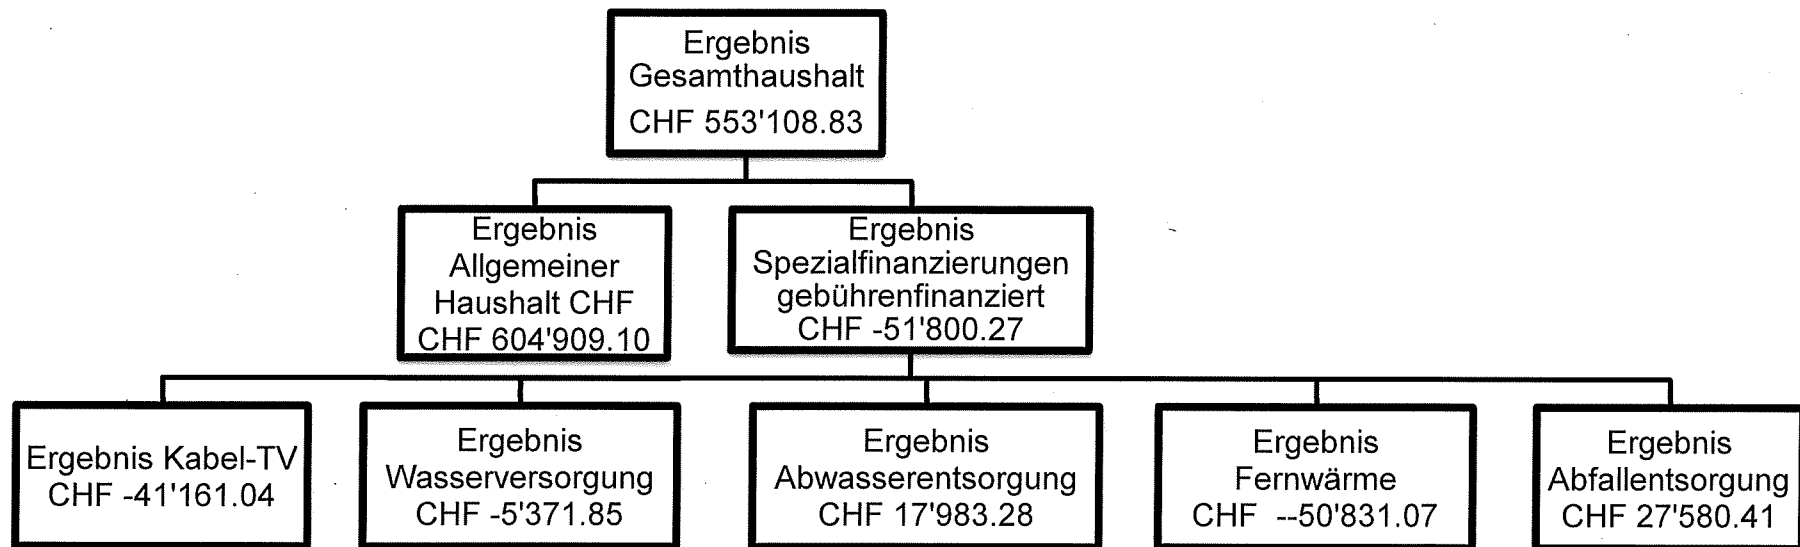 Ergebnis
Gesamthaushalt
CHF 553'108.83
Ergebnis
Allgemeiner
Haushalt CHF
CHF 604'909.10
Ergebnis
Spezialfinanzierungen
gebührenfinanziert
CHF -51'800.27
Ergebnis Kabel-TV
CHF -41'161.04
Ergebnis
Wasserversorgung
CHF -5'371.85
Ergebnis
Abwasserentsorgung
CHF 17'983.28
Ergebnis
Fernwärme
CHF --50'831.07
Ergebnis
Abfallentsorgung
CHF 27'580.41